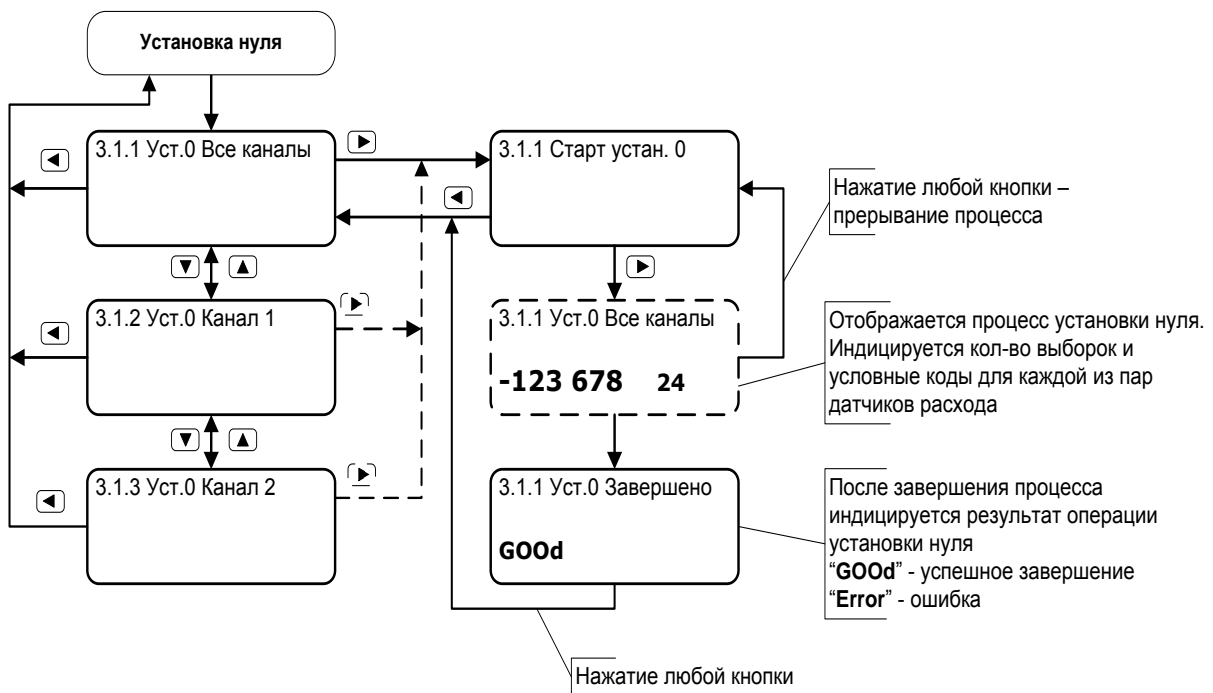 Установка нуля
3.1.1 Уст.0 Все каналы
3.1.2 Уст.0 Канал 1
3.1.3 Уст.0 Канал 2
3.1.1 Старт устан. 0
3.1.1 Уст.0 Все каналы
-123 678 24
3.1.1 Уст.0 Завершено
GOOd
Нажатие любой кнопки –
прерывание процесса
Отображается процесс установки нуля.
Индицируется кол-во выборок и
условные коды для каждой из пар
датчиков расхода
После завершения процесса
индицируется результат операции
установки нуля
“GOOd” - успешное завершение
“Error” - ошибка
Нажатие любой кнопки